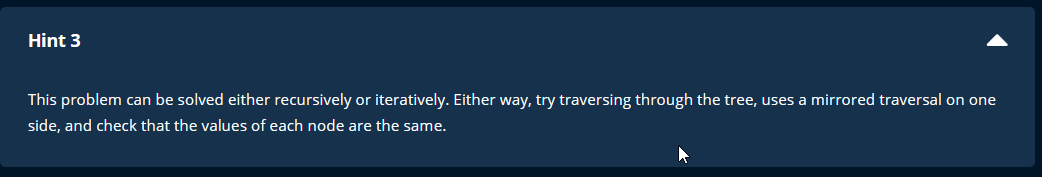 Hint 3
This problem can be solved either recursively or iteratively. Either way, try traversing through the tree, uses a mirrored traversal on one
side, and check that the values of each node are the same.